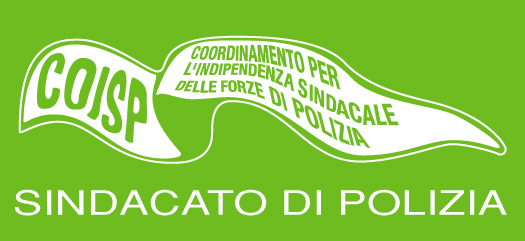 COISP
COORDINAMENTO PER
L'INDIPENDENZA SINDACALE
DELLE FORZE DI POLIZIA
SINDACATO DI POLIZIA